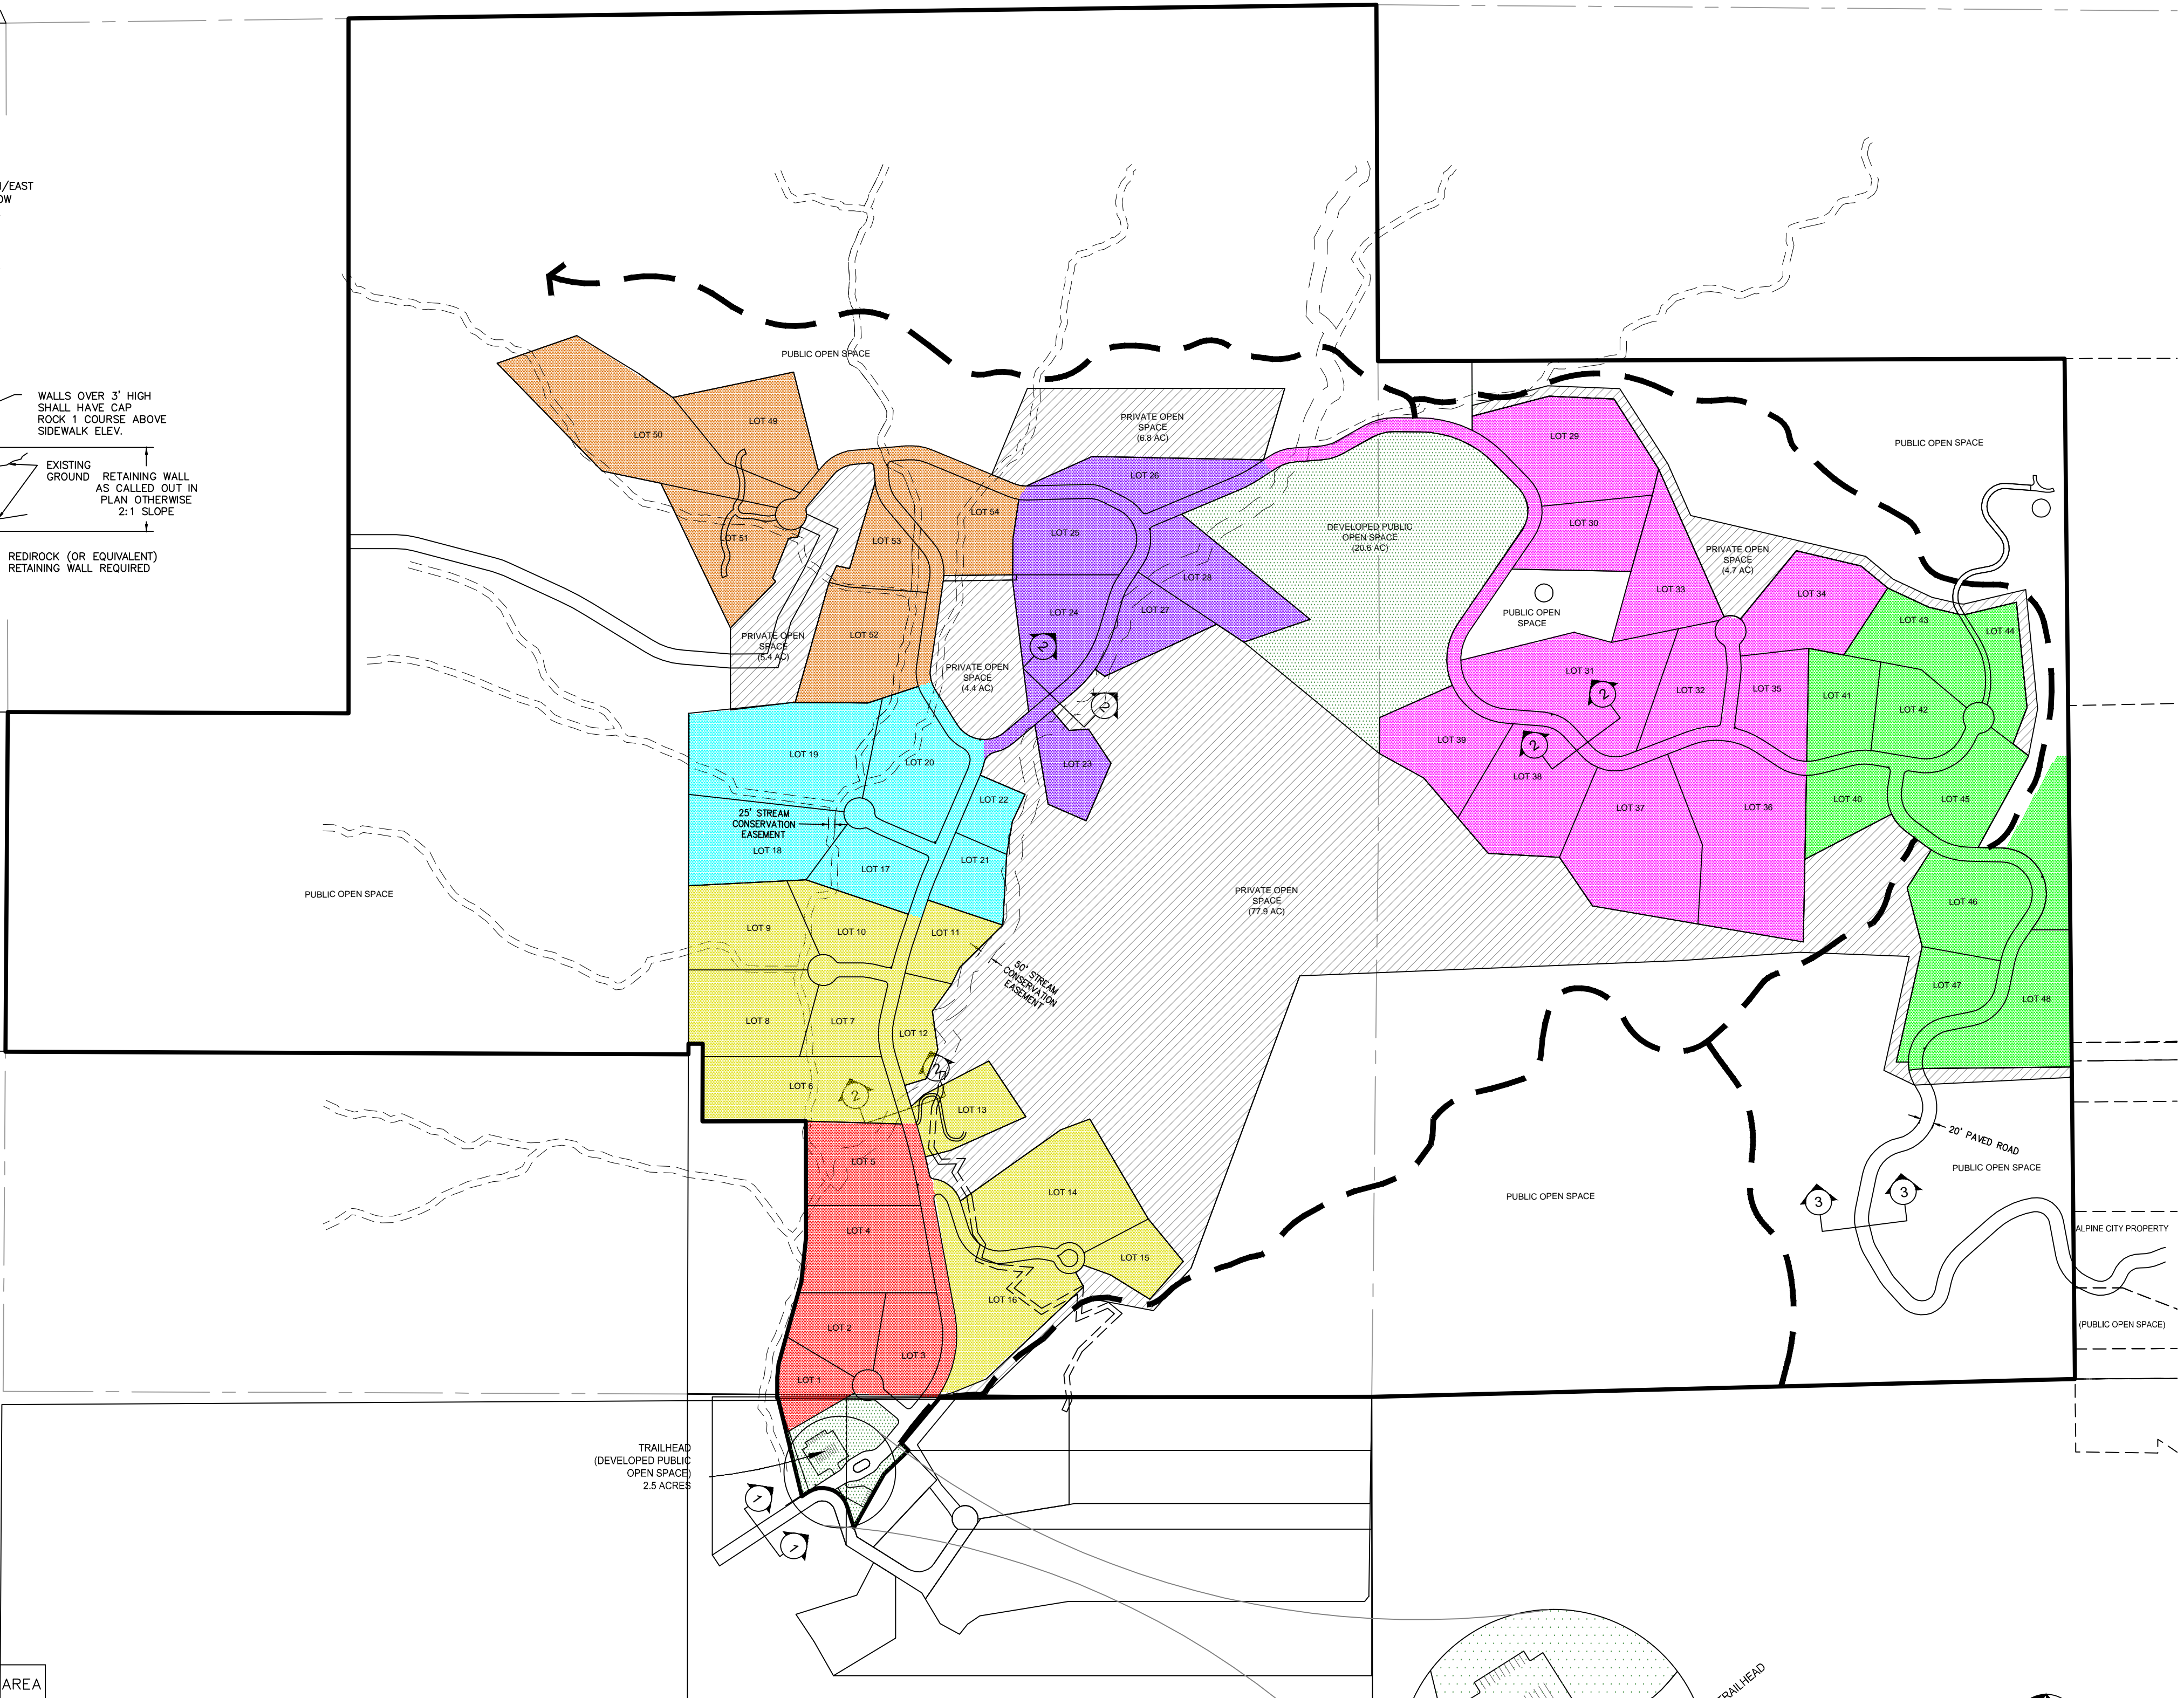 /EAST
OW
WALLS OVER 3' HIGH
SHALL HAVE CAP
ROCK 1 COURSE ABOVE
SIDEWALK ELEV.
EXISTING
GROUND
RETAINING WALL
AS CALLED OUT IN
PLAN OTHERWISE
2:1 SLOPE
REDIROCK (OR EQUIVALENT)
RETAINING WALL REQUIRED
PUBLIC OPEN SPACE
PRIVATE OPEN
SPACE
(6.8 AC)
LOT 49
LOT 50
LOT 51
LOT 54
LOT 53
LOT 52
PRIVATE OPEN
SPACE
(5.4 AC)
LOT 26
LOT 25
LOT 28
LOT 24
LOT 27
2
2
PRIVATE OPEN
SPACE
(4.4 AC)
LOT 23
DEVELOPED PUBLIC
OPEN SPACE
(20.6 AC)
LOT 29
LOT 30
PUBLIC OPEN SPACE
PRIVATE OPEN
SPACE
(4.7 AC)
LOT 33
LOT 34
PUBLIC OPEN
SPACE
LOT 31
LOT 32
LOT 35
2
2
LOT 39
LOT 38
LOT 37
LOT 36
LOT 43
LOT 44
LOT 41
LOT 42
LOT 40
LOT 45
LOT 46
LOT 47
LOT 48
LOT 19
LOT 20
LOT 22
25' STREAM
CONSERVATION
EASEMENT
LOT 18
LOT 17
LOT 21
PUBLIC OPEN SPACE
PRIVATE OPEN
SPACE
(77.9 AC)
LOT 9
LOT 10
LOT 11
50' STREAM
CONSERVATION
EASEMENT
LOT 8
LOT 7
LOT 12
LOT 6
2
2
LOT 13
LOT 5
LOT 14
LOT 4
LOT 15
LOT 16
LOT 2
LOT 3
LOT 1
PUBLIC OPEN SPACE
20' PAVED ROAD
PUBLIC OPEN SPACE
3
3
ALPINE CITY PROPERTY
(PUBLIC OPEN SPACE)
TRAILHEAD
(DEVELOPED PUBLIC
OPEN SPACE)
2.5 ACRES
1
1
AREA
TRAILHEAD